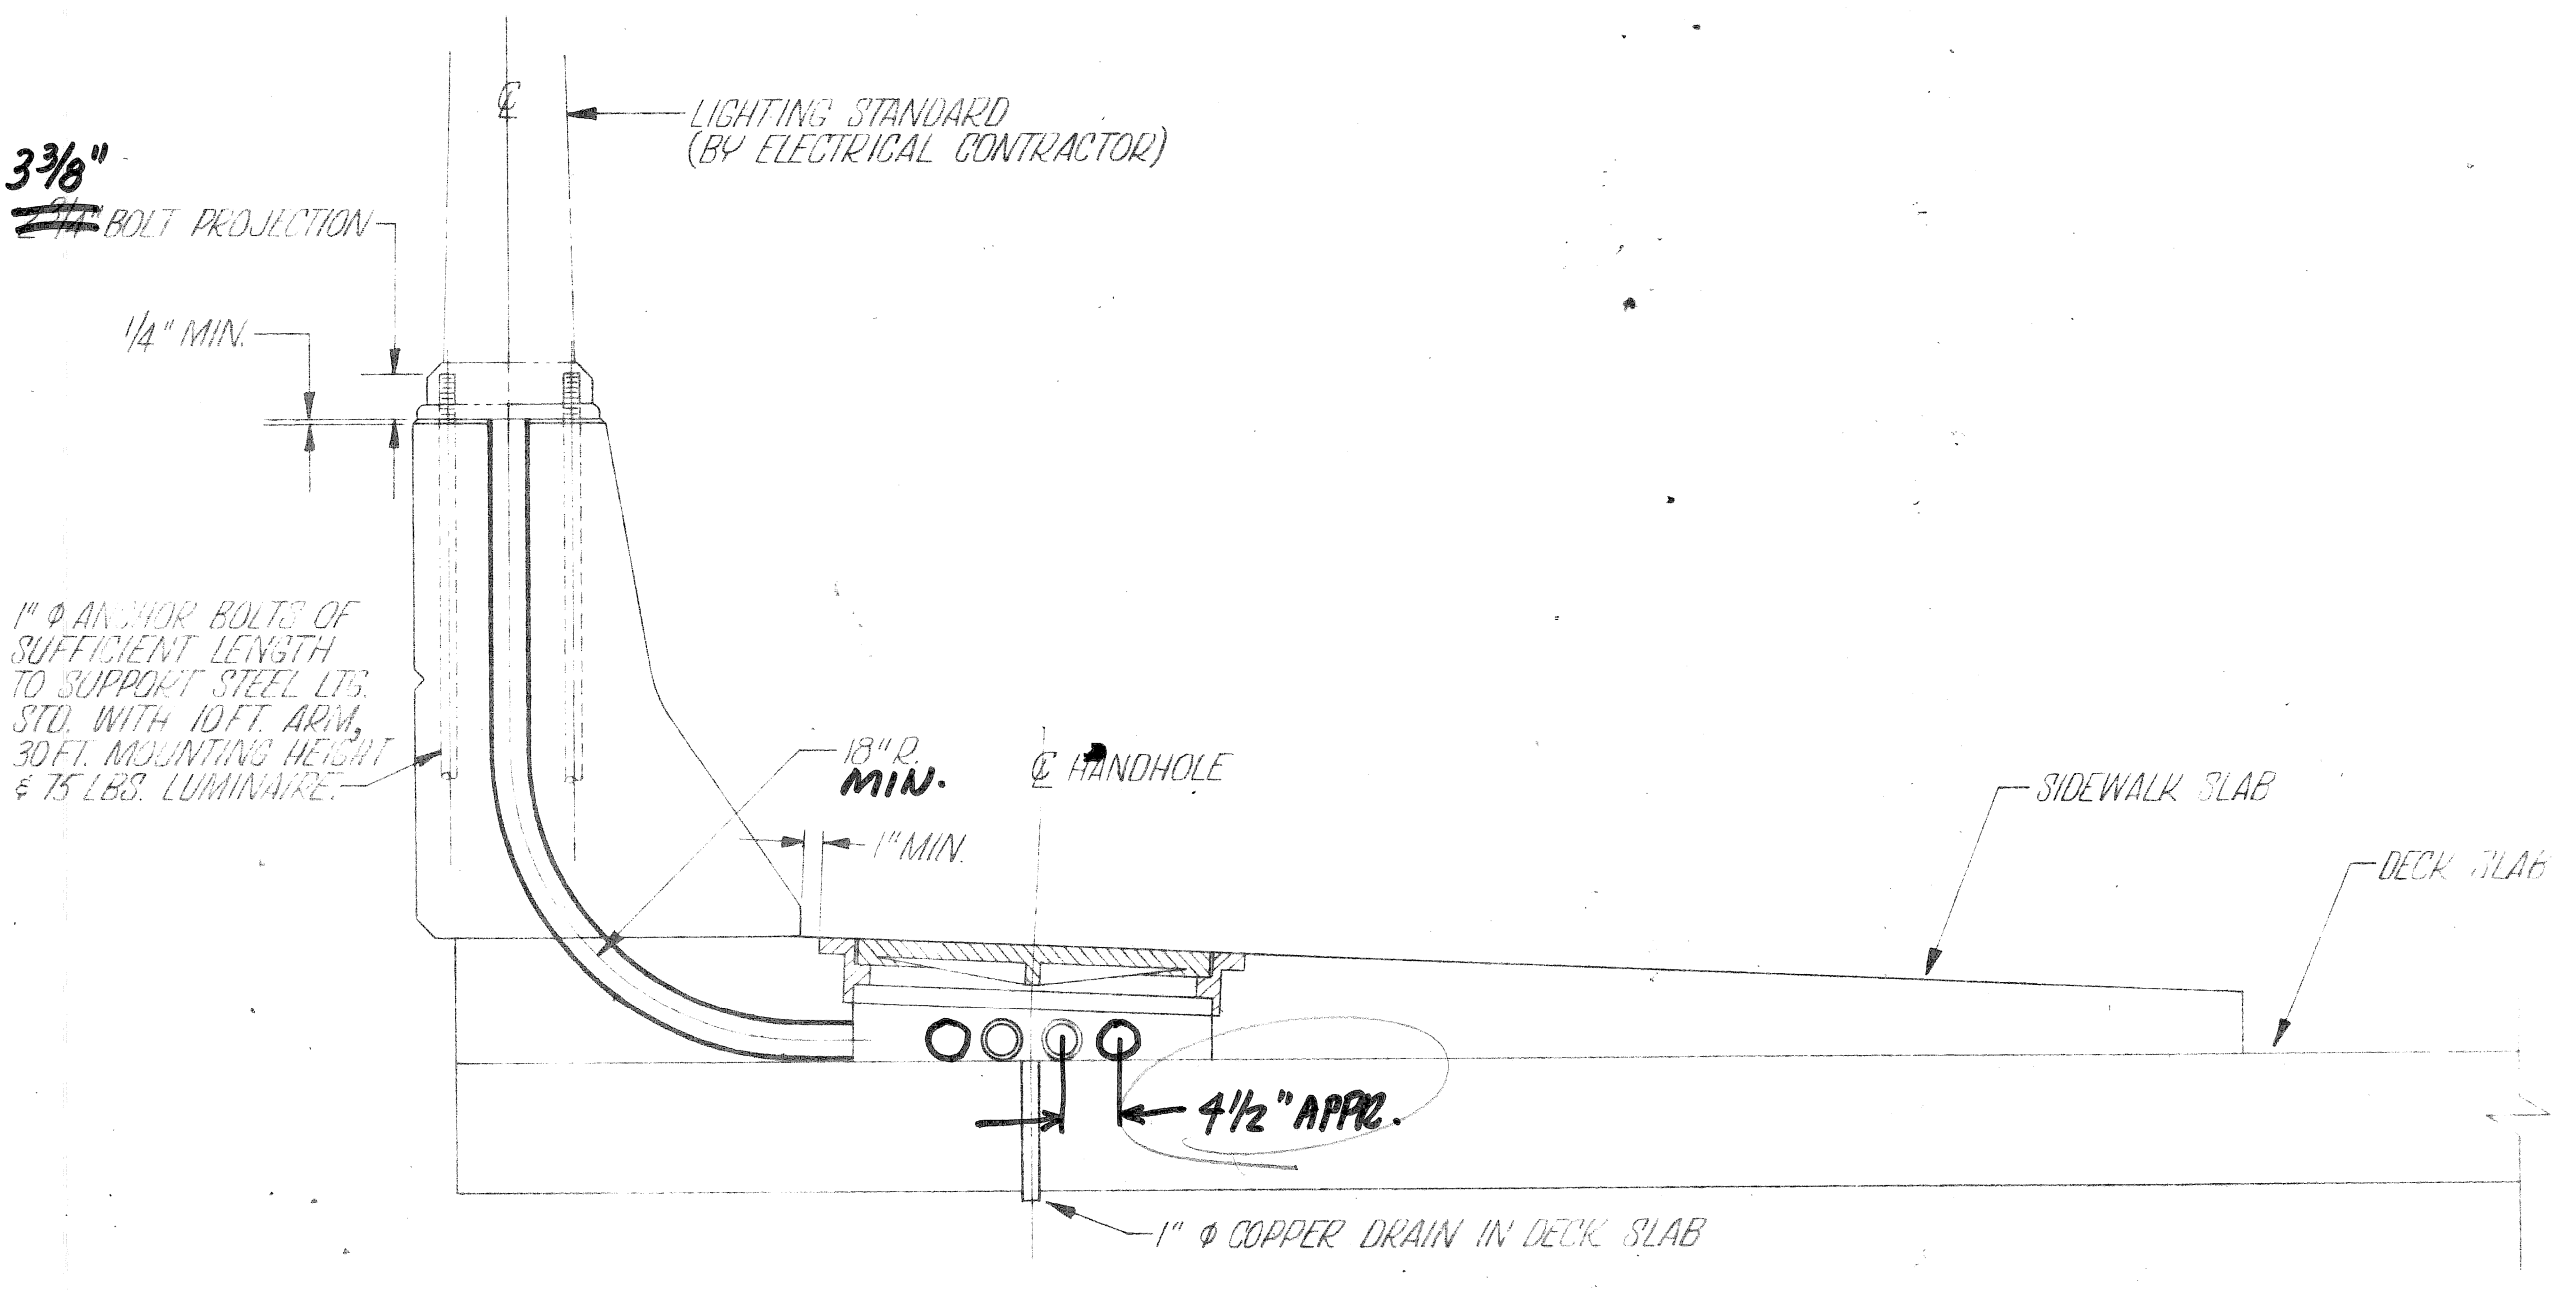 ℄
LIGHTING STANDARD
(BY ELECTRICAL CONTRACTOR)
3 3/8"
2 3/4" BOLT PROJECTION
1/4" MIN.
1" φ ANCHOR BOLTS OF
SUFFICIENT LENGTH
TO SUPPORT STEEL LTG.
STD. WITH 10 FT. ARM,
30 FT. MOUNTING HEIGHT
& 75 LBS. LUMINAIRE.
18" R.
MIN.
℄ HANDHOLE
1" MIN.
SIDEWALK SLAB
DECK SLAB
4 1/2" APPR.
1" φ COPPER DRAIN IN DECK SLAB